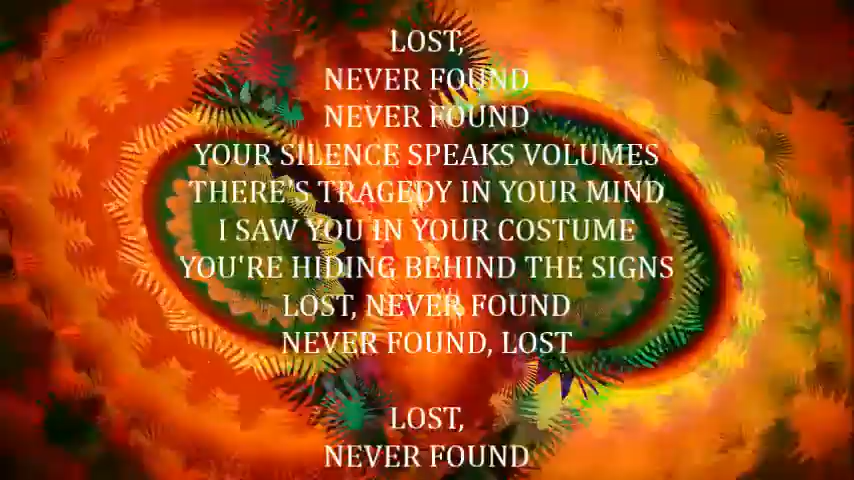 LOST,
NEVER FOUND
NEVER FOUND
YOUR SILENCE SPEAKS VOLUMES
THERE'S TRAGEDY IN YOUR MIND
I SAW YOU IN YOUR COSTUME
YOU'RE HIDING BEHIND THE SIGNS
LOST, NEVER FOUND
NEVER FOUND, LOST
LOST,
NEVER FOUND